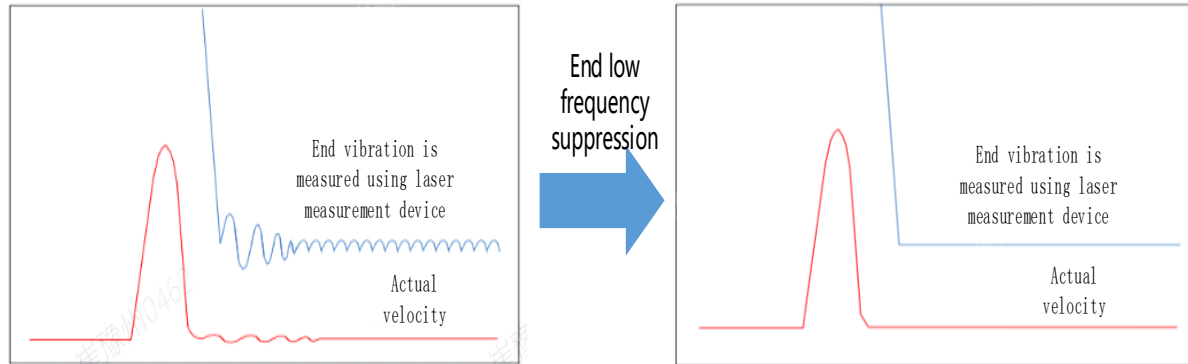 End vibration is
measured using laser
measurement device
Actual
velocity
End low
frequency
suppression
End vibration is
measured using laser
measurement device
Actual
velocity